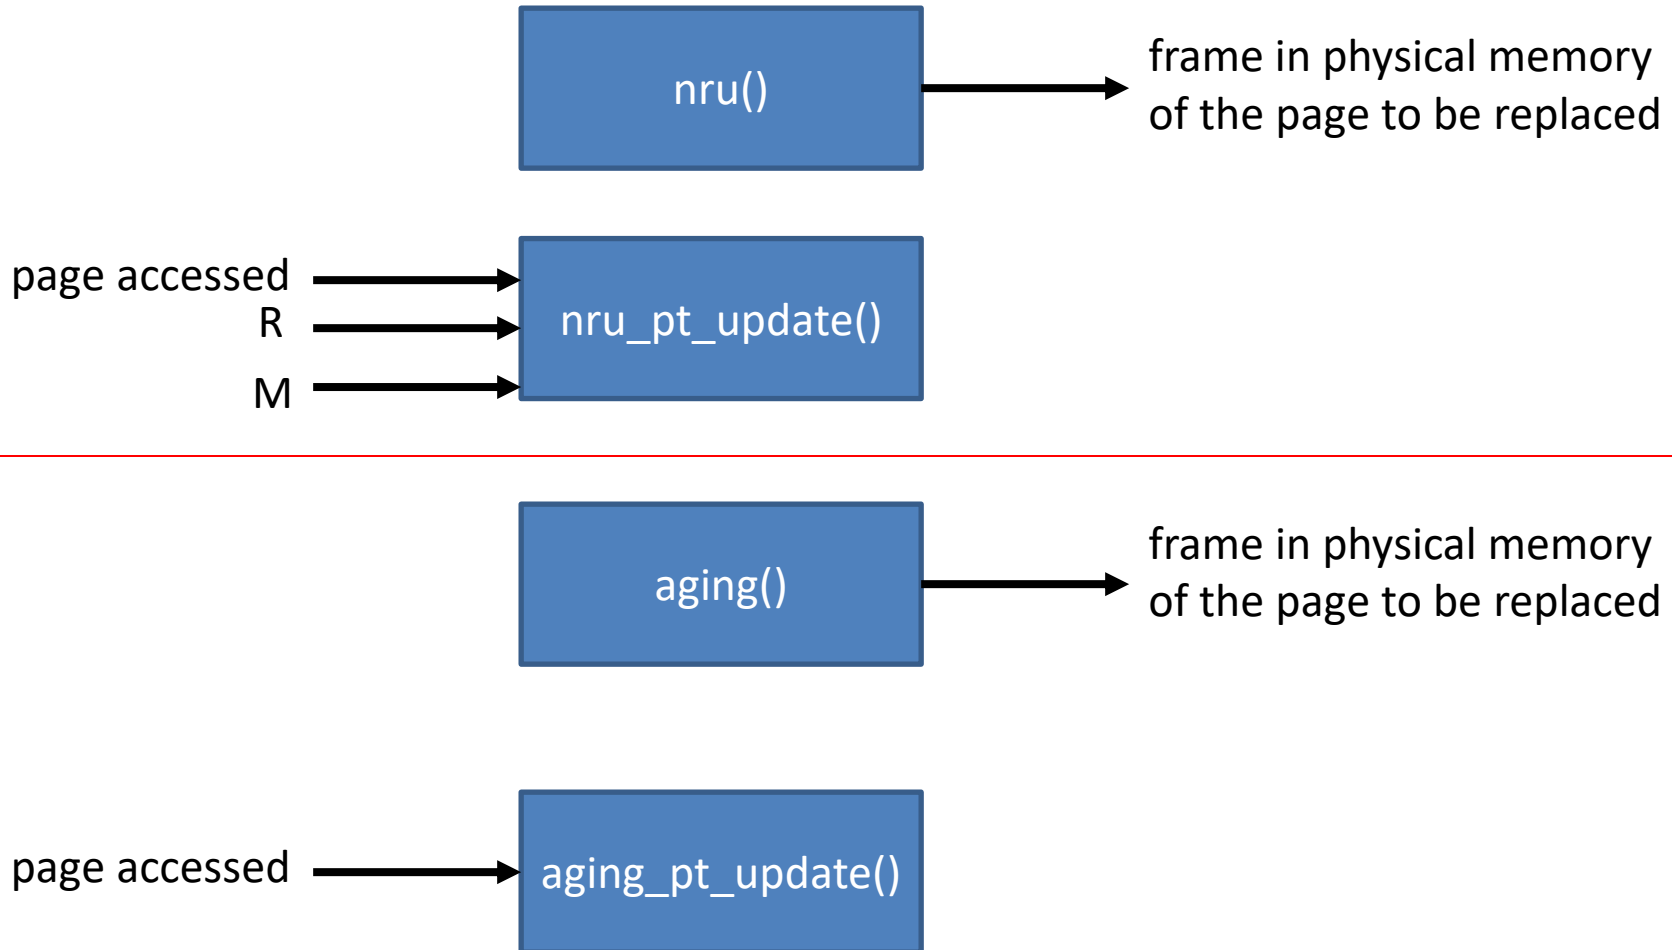 nru()
frame in physical memory
of the page to be replaced
page accessed
R
M
nru_pt_update()
aging()
frame in physical memory
of the page to be replaced
page accessed
aging_pt_update()